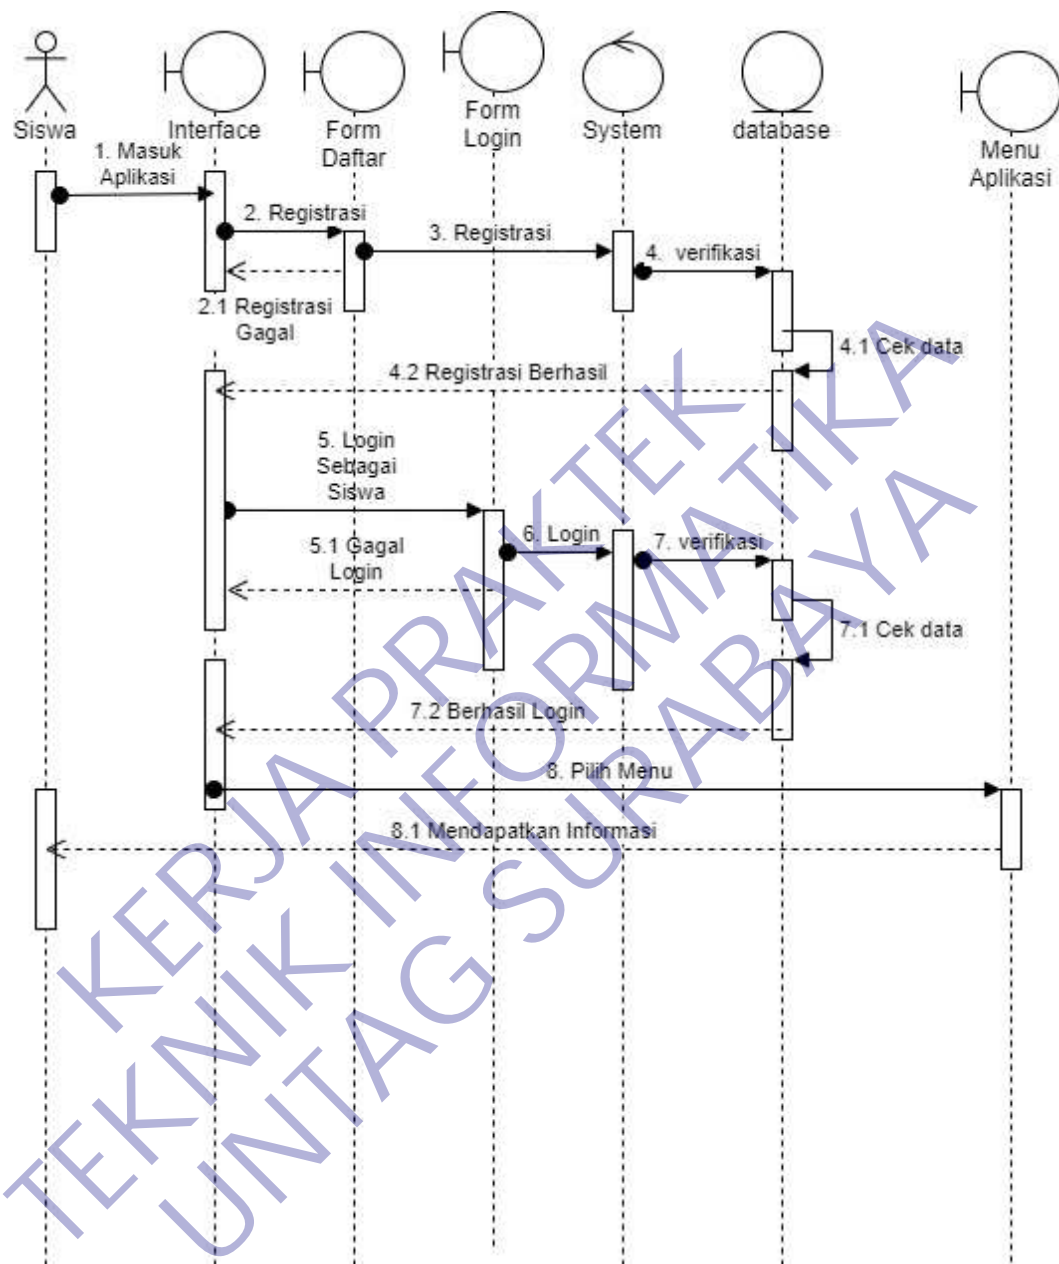 Siswa
Interface
Form
Daftar
Form
Login
System
database
Menu
Aplikasi
1. Masuk
Aplikasi
2. Registrasi
3. Registrasi
4. verifikasi
2.1 Registrasi
Gagal
4.1 Cek data
4.2 Registrasi Berhasil
5. Login
Sebagai
Siswa
5.1 Gagal
Login
6. Login
7. verifikasi
7.1 Cek data
7.2 Berhasil Login
8. Pilih Menu
8.1 Mendapatkan Informasi
KERJA PRAKTEK
TEKNIK INFORMATIKA
UNTAG SURABAYA